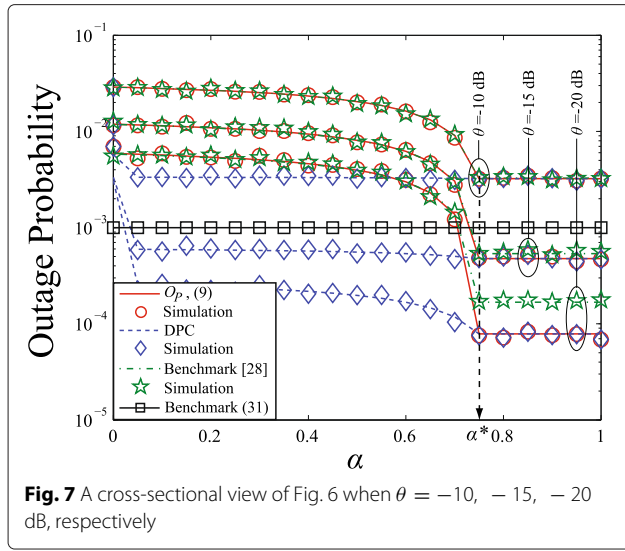 10⁻¹
10⁻²
10⁻³
10⁻⁴
10⁻⁵
Outage Probability
θ = -10 dB
θ = -15 dB
θ = -20 dB
O_P, (9)
Simulation
DPC
Simulation
Benchmark [28]
Simulation
Benchmark (31)
0 0.2 0.4 0.6 0.8 1
α*
α
Fig. 7 A cross-sectional view of Fig. 6 when θ = −10, − 15, − 20
dB, respectively